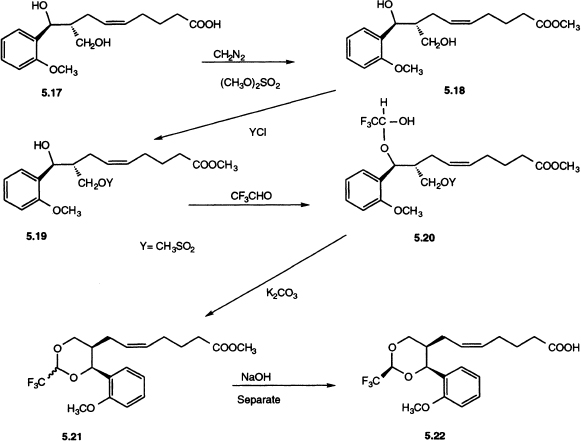 HO
COOH
CH₂OH
OCH₃
5.17
CH₂N₂
(CH₃O)₂SO₂
HO
COOCH₃
CH₂OH
OCH₃
5.18
YCl
HO
COOCH₃
CH₂OY
OCH₃
5.19
CF₃CHO
Y= CH₃SO₂
H
F₃C OH
O
COOCH₃
CH₂OY
OCH₃
5.20
K₂CO₃
O
COOCH₃
F₃C O
H₃CO
5.21
NaOH
Separate
O
COOH
F₃C O
H₃CO
5.22